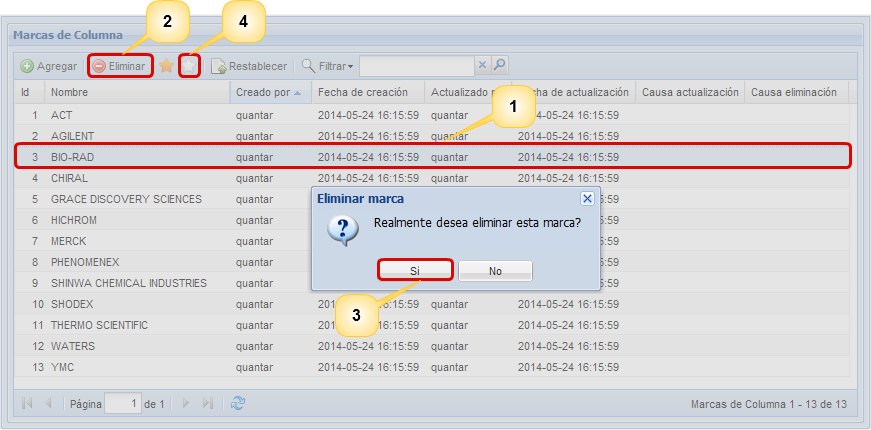 2
4
Marcas de Columna
Agregar Eliminar Restablecer Filtrar
Id Nombre Creado por Fecha de creación Actualizado de actualización Causa actualización Causa eliminación
1
1 ACT quantar 2014-05-24 16:15:59 quantar 2014-05-24 16:15:59
2 AGILENT quantar 2014-05-24 16:15:59 quantar 2014-05-24 16:15:59
3 BIO-RAD quantar 2014-05-24 16:15:59 quantar 2014-05-24 16:15:59
4 CHIRAL quantar 2014-05-24 16:15:59 quantar 2014-05-24 16:15:59
5 GRACE DISCOVERY SCIENCES quantar
6 HICHROM quantar
7 MERCK quantar
8 PHENOMENEX quantar
9 SHINWA CHEMICAL INDUSTRIES quantar
Eliminar marca
Realmente desea eliminar esta marca?
Si No
3
10 SHODEX quantar 2014-05-24 16:15:59 quantar 2014-05-24 16:15:59
11 THERMO SCIENTIFIC quantar 2014-05-24 16:15:59 quantar 2014-05-24 16:15:59
12 WATERS quantar 2014-05-24 16:15:59 quantar 2014-05-24 16:15:59
13 YMC quantar 2014-05-24 16:15:59 quantar 2014-05-24 16:15:59
Página 1 de 1 Marcas de Columna 1 - 13 de 13